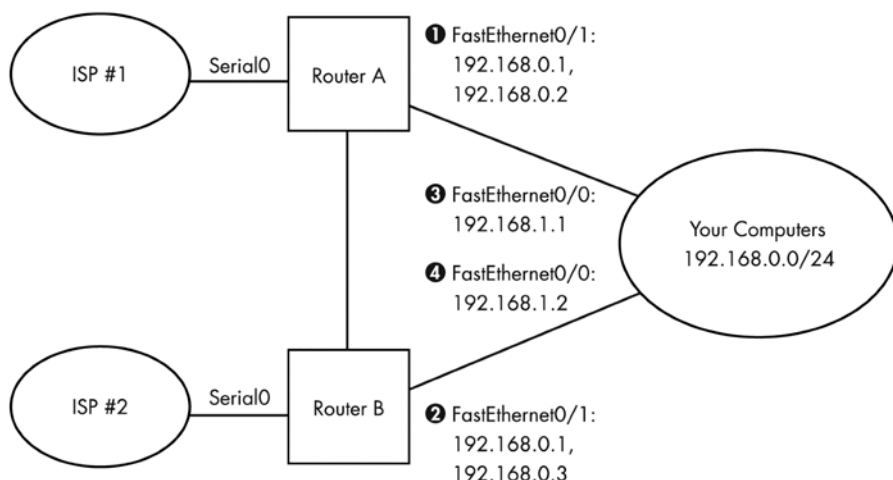 ISP #1
Serial0
Router A
❶ FastEthernet0/1:
192.168.0.1,
192.168.0.2
❸ FastEthernet0/0:
192.168.1.1
Your Computers
192.168.0.0/24
❹ FastEthernet0/0:
192.168.1.2
ISP #2
Serial0
Router B
❷ FastEthernet0/1:
192.168.0.1,
192.168.0.3